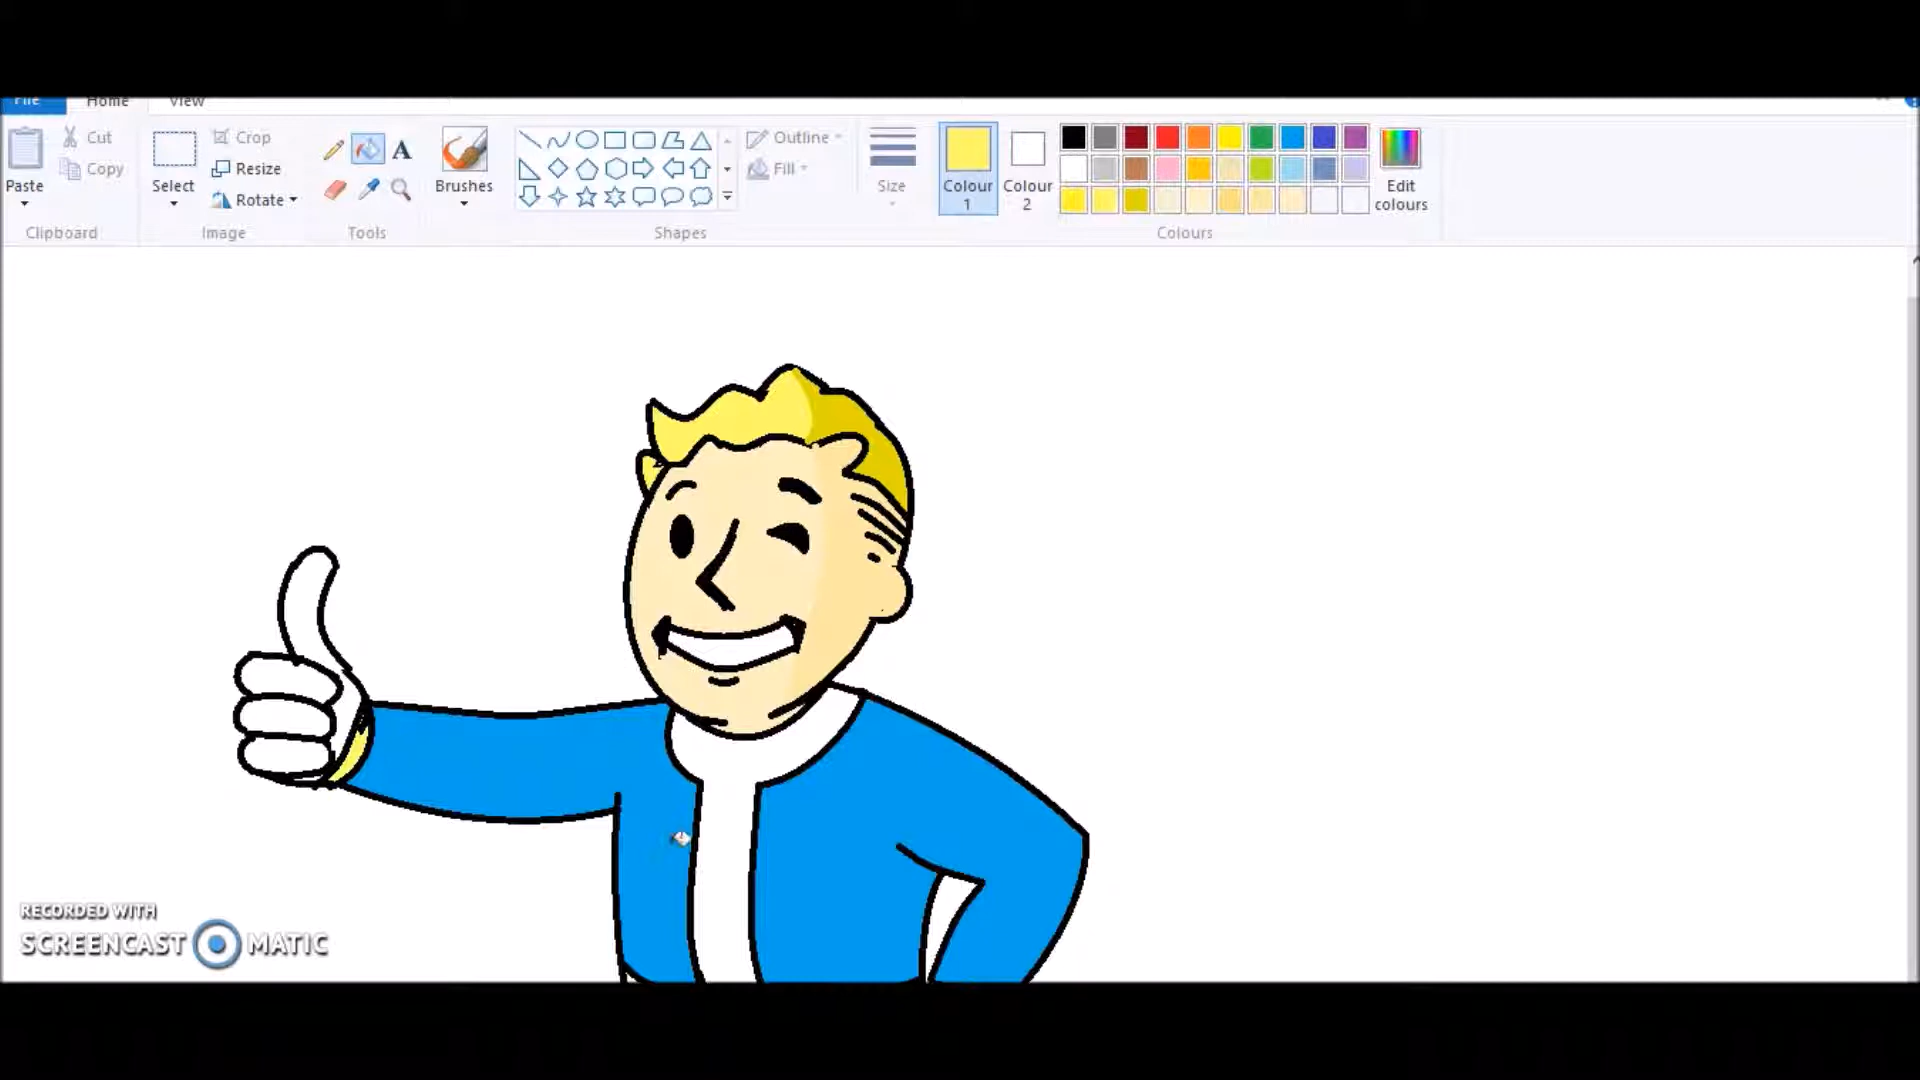 File Home View
Cut
Copy
Paste
Clipboard
Crop
Resize
Rotate
Select
Image
A
Tools
Brushes
Shapes
Outline
Fill
Size
Colour 1
Colour 2
Edit colours
Colours
RECORDED WITH
SCREENCAST MATIC